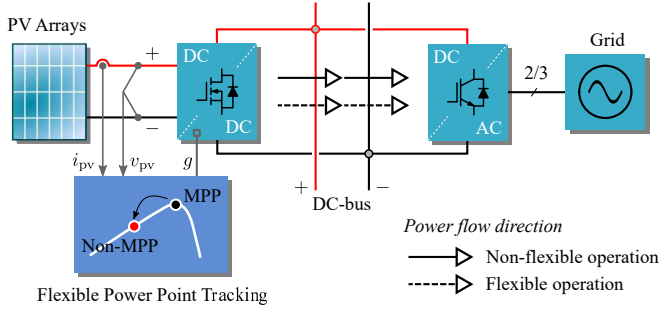 PV Arrays
+
−
DC
DC
i_pv
v_pv
g
MPP
Non-MPP
Flexible Power Point Tracking
+
−
DC-bus
DC
AC
2/3
Grid
Power flow direction
Non-flexible operation
Flexible operation